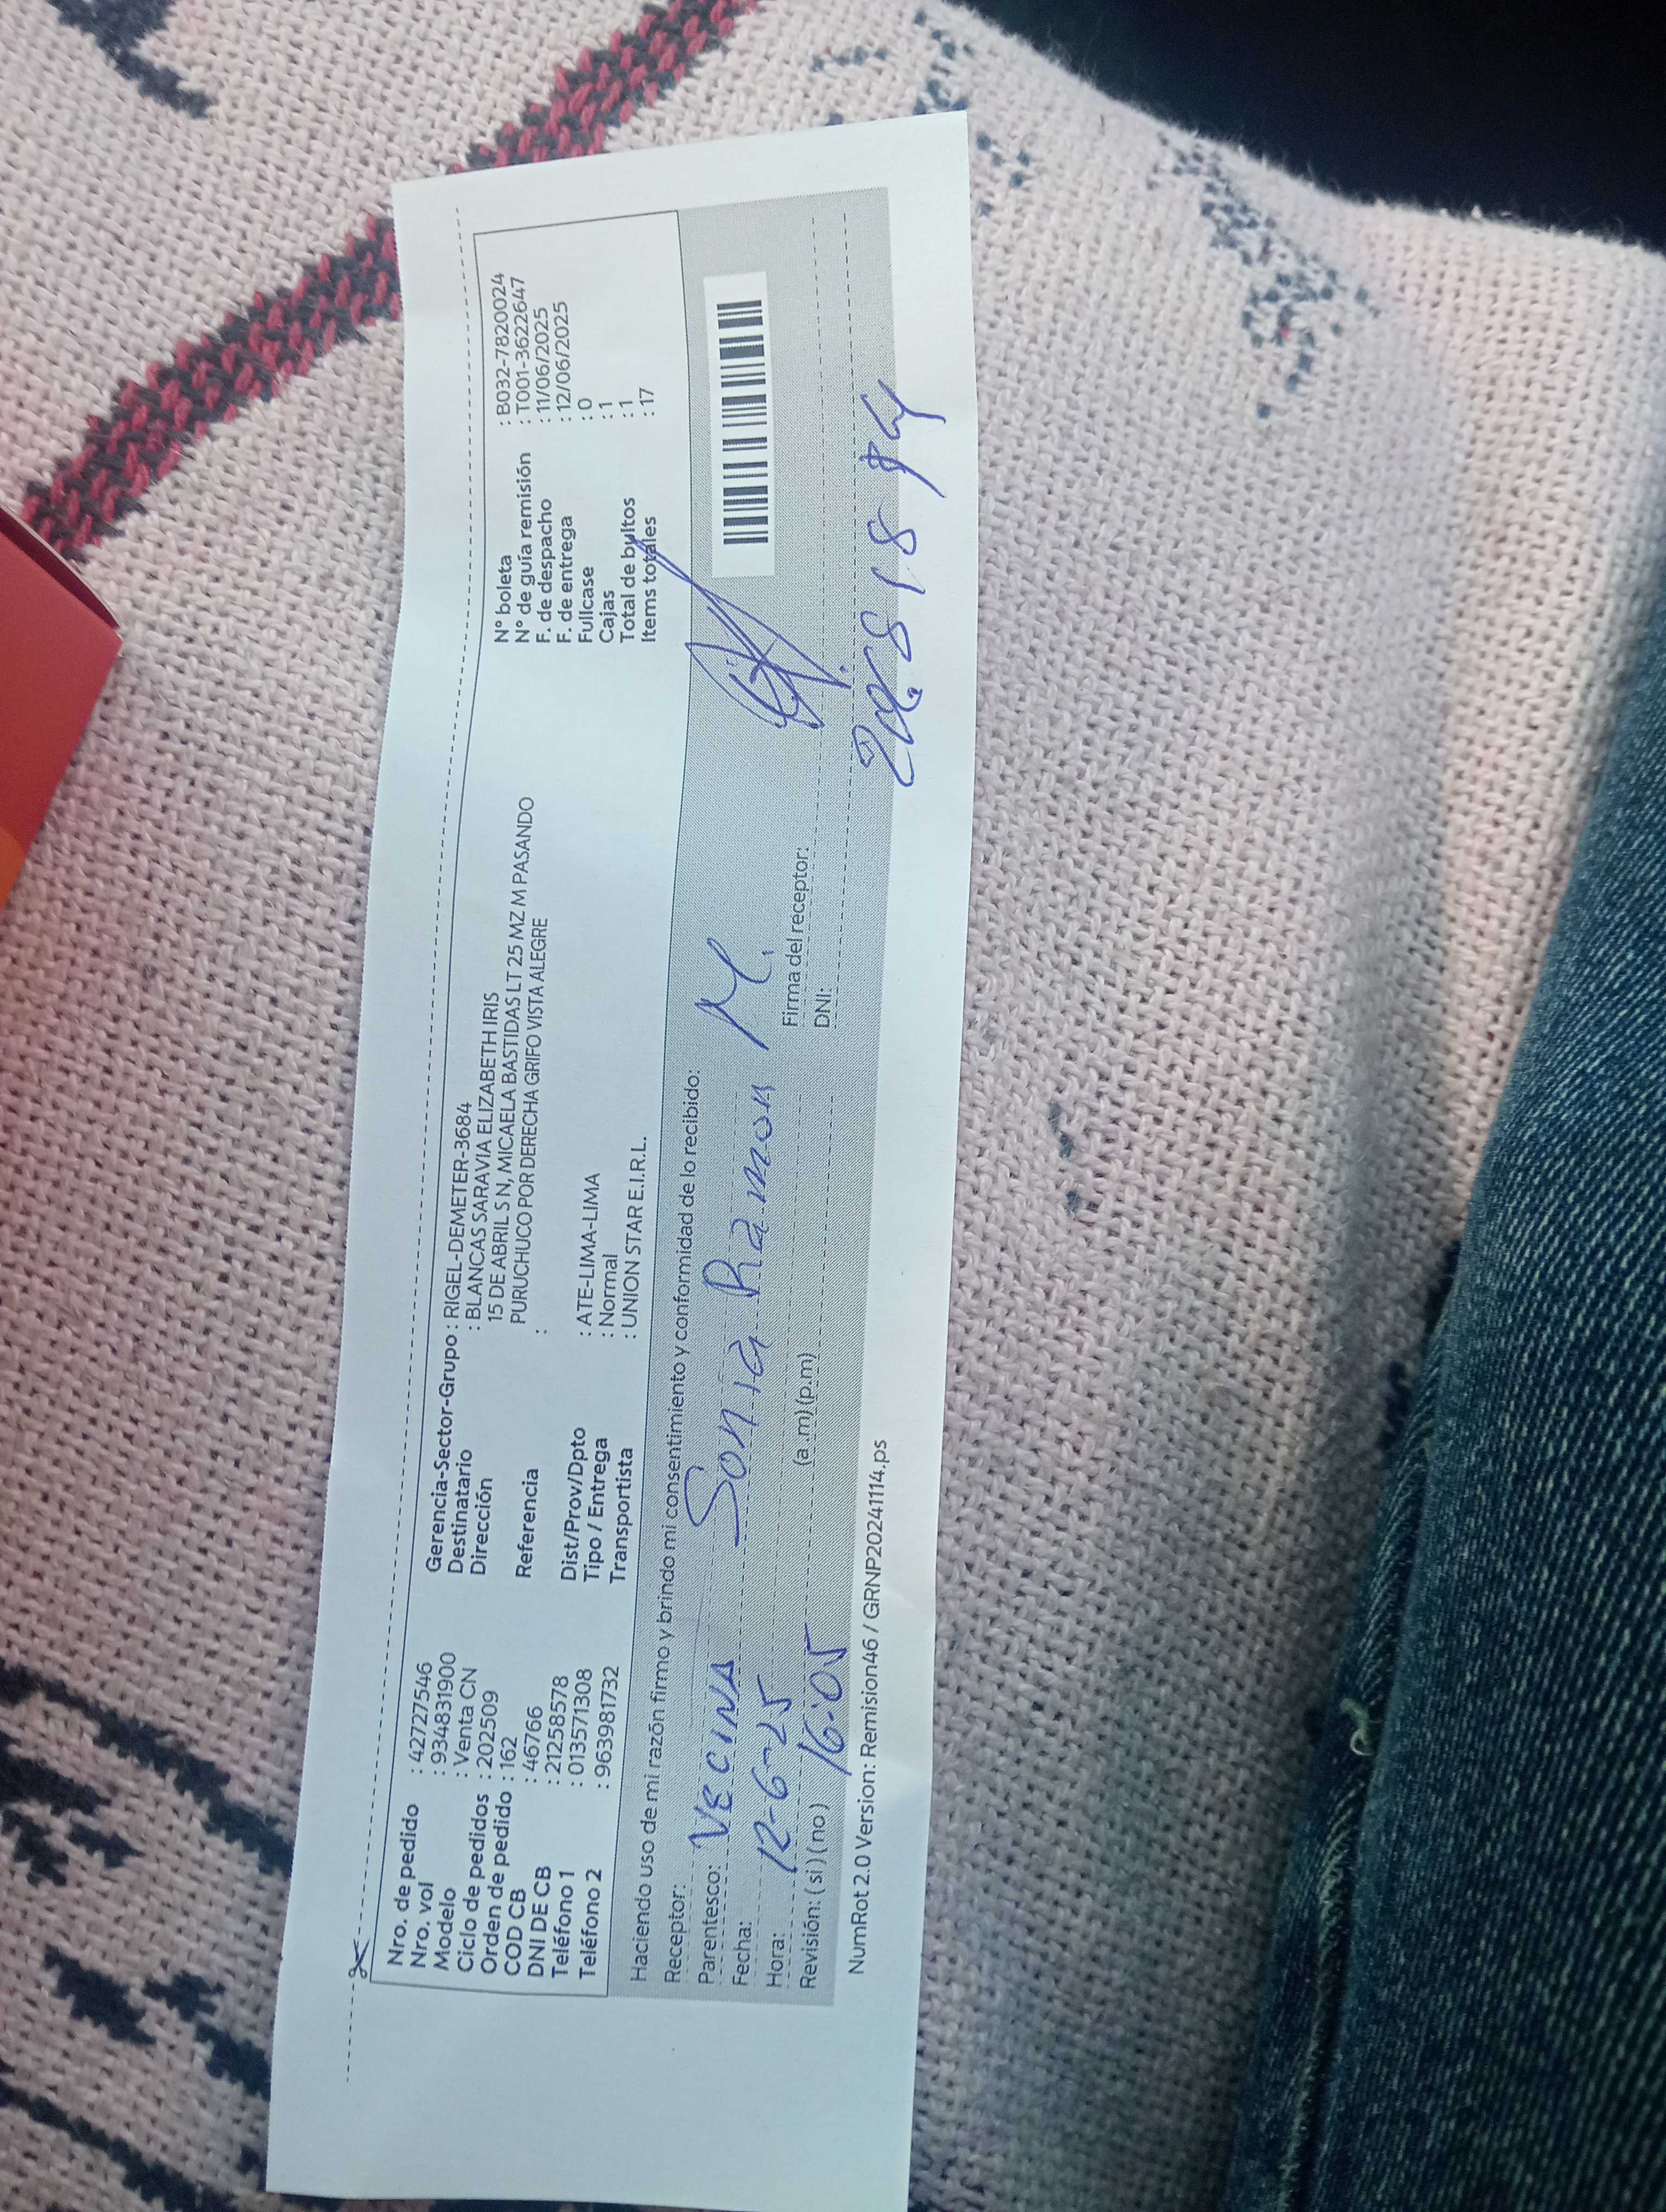 Nro. de pedido : 42727546
Nro. vol : 934831900
Modelo : Venta CN
Ciclo de pedidos : 202509
Orden de pedido : 162
COD CB : 46766
DNI DE CB : 21258578
Teléfono 1 : 013571308
Teléfono 2 : 963981732
Gerencia-Sector-Grupo : RIGEL-DEMETER-3684
Destinatario : BLANCAS SARAVIA ELIZABETH IRIS
Dirección 15 DE ABRIL S N, MICAELA BASTIDAS LT 25 MZ M PASANDO
PURUCHUCO POR DERECHA GRIFO VISTA ALEGRE
Referencia :
Dist/Prov/Dpto : ATE-LIMA-LIMA
Tipo / Entrega : Normal
Transportista : UNION STAR E.I.R.L.
N° boleta : B032-7820024
N° de guía remisión : T001-3622647
F. de despacho : 11/06/2025
F. de entrega : 12/06/2025
Fullcase : 0
Cajas : 1
Total de bultos : 1
Items totales : 17
Haciendo uso de mi razón firmo y brindo mi consentimiento y conformidad de lo recibido:
Receptor: Sonia Ramon M.
Parentesco: VECINA
Fecha: 12-6-25
Hora: 16:05 (a.m) (p.m)
Revisión: ( si ) ( no )
Firma del receptor:
DNI:
NumRot 2.0 Version: Remision46 / GRNP20241114.ps